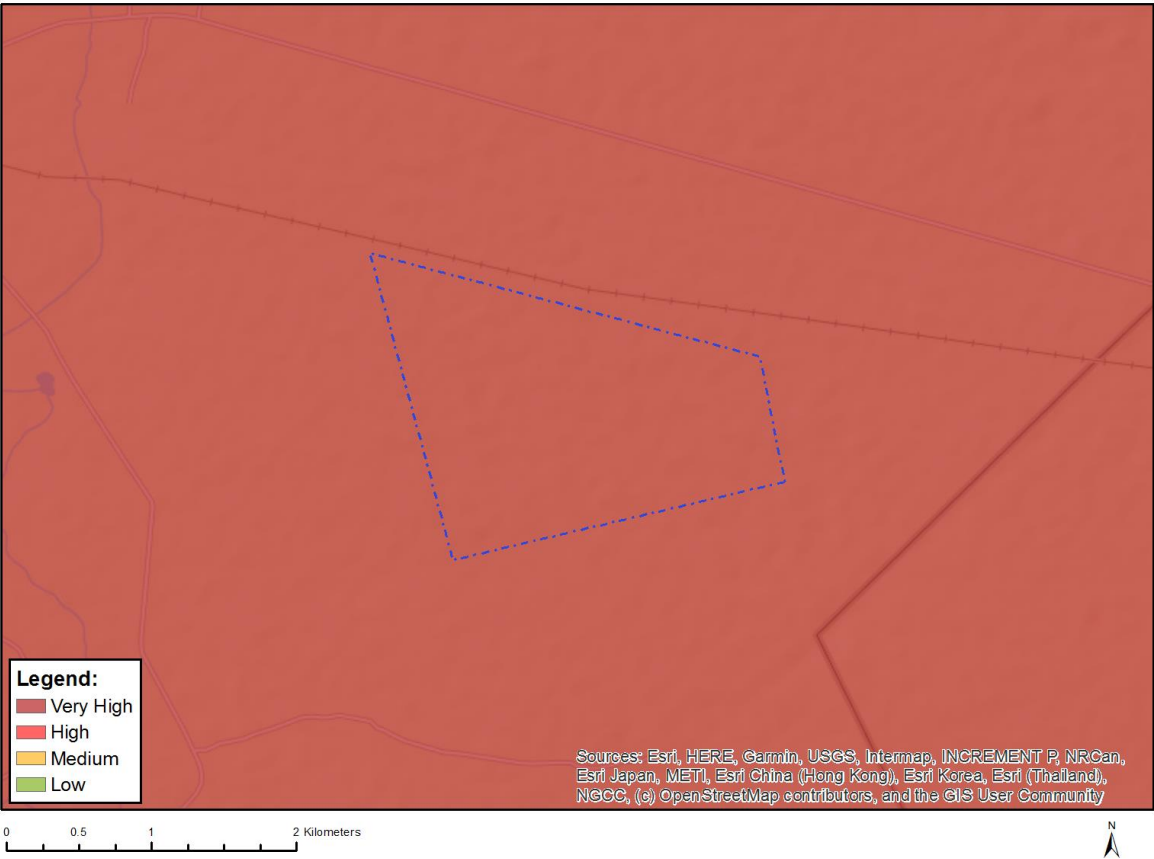 Legend:
Very High
High
Medium
Low
Sources: Esri, HERE, Garmin, USGS, Intermap, INCREMENT P, NRCan,
Esri Japan, METI, Esri China (Hong Kong), Esri Korea, Esri (Thailand),
NGCC, (c) OpenStreetMap contributors, and the GIS User Community
0 0.5 1 2 Kilometers
N